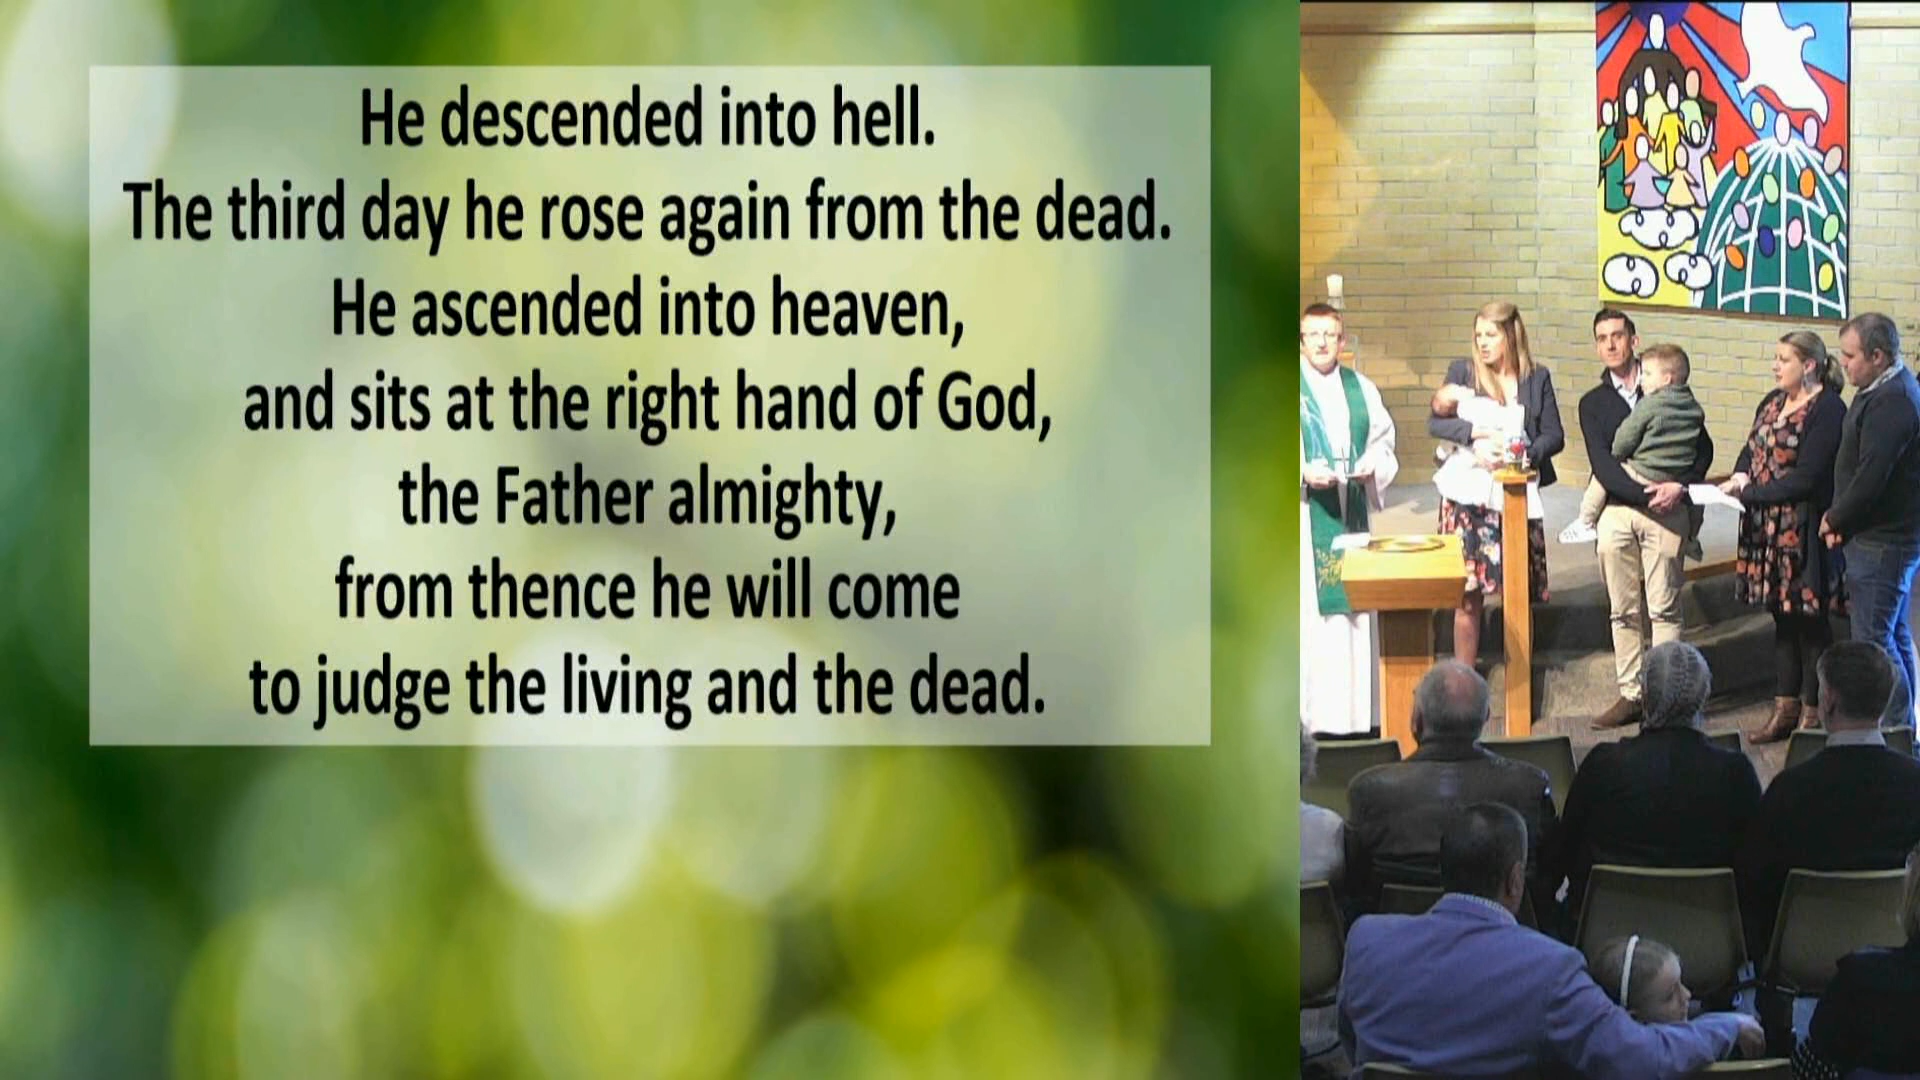 He descended into hell.
The third day he rose again from the dead.
He ascended into heaven,
and sits at the right hand of God,
the Father almighty,
from thence he will come
to judge the living and the dead.